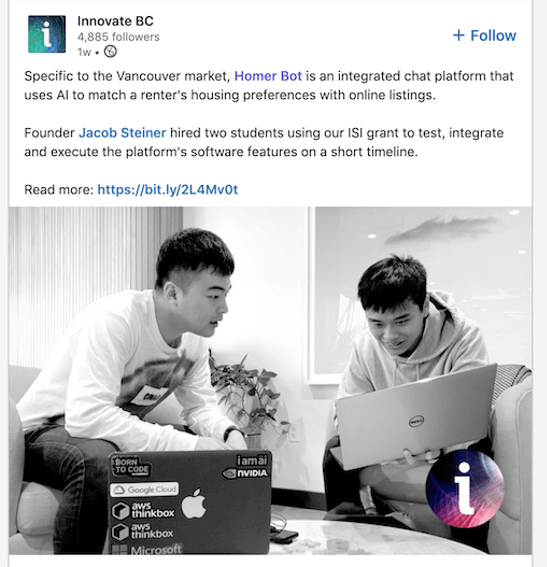 Innovate BC
4,885 followers
1w •
+ Follow
Specific to the Vancouver market, Homer Bot is an integrated chat platform that
uses AI to match a renter's housing preferences with online listings.
Founder Jacob Steiner hired two students using our ISI grant to test, integrate
and execute the platform's software features on a short timeline.
Read more: https://bit.ly/2L4Mv0t
BORN
TO CODE
i am ai
NVIDIA
Google Cloud
aws
thinkbox
aws
thinkbox
Microsoft
DELL
i